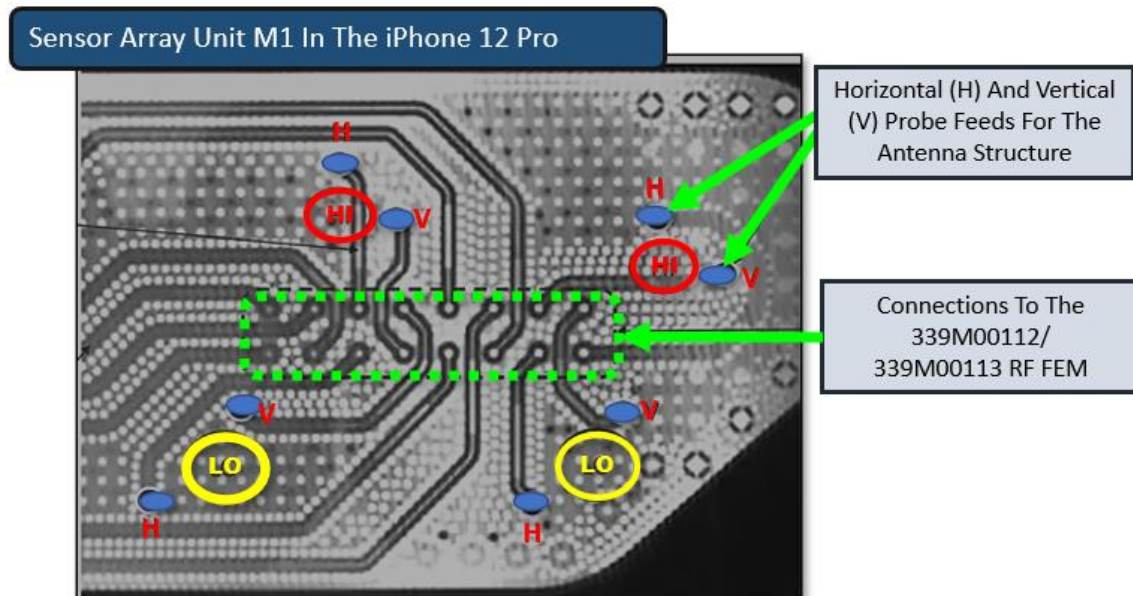 Sensor Array Unit M1 In The iPhone 12 Pro
Horizontal (H) And Vertical
(V) Probe Feeds For The
Antenna Structure
H
HI
V
H
HI
V
Connections To The
339M00112/
339M00113 RF FEM
V
LO
H
V
LO
H